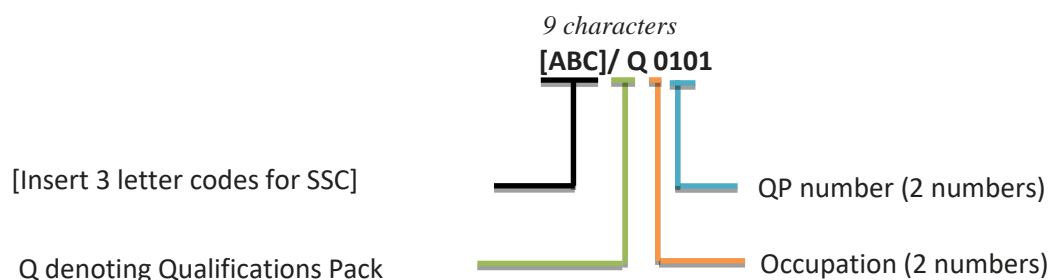 9 characters
[ABC]/ Q 0101
[Insert 3 letter codes for SSC]
QP number (2 numbers)
Q denoting Qualifications Pack
Occupation (2 numbers)